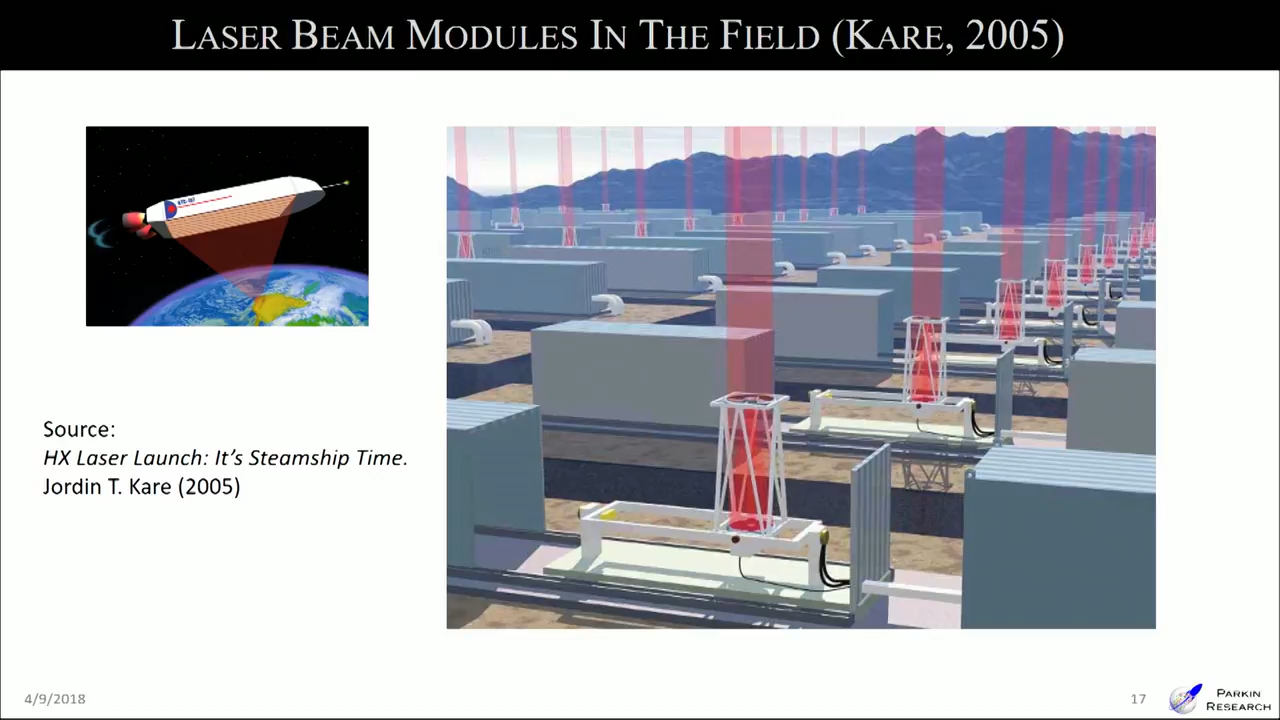 LASER BEAM MODULES IN THE FIELD (KARE, 2005)
Source:
HX Laser Launch: It's Steamship Time.
Jordin T. Kare (2005)
4/9/2018
17
PARKIN
RESEARCH